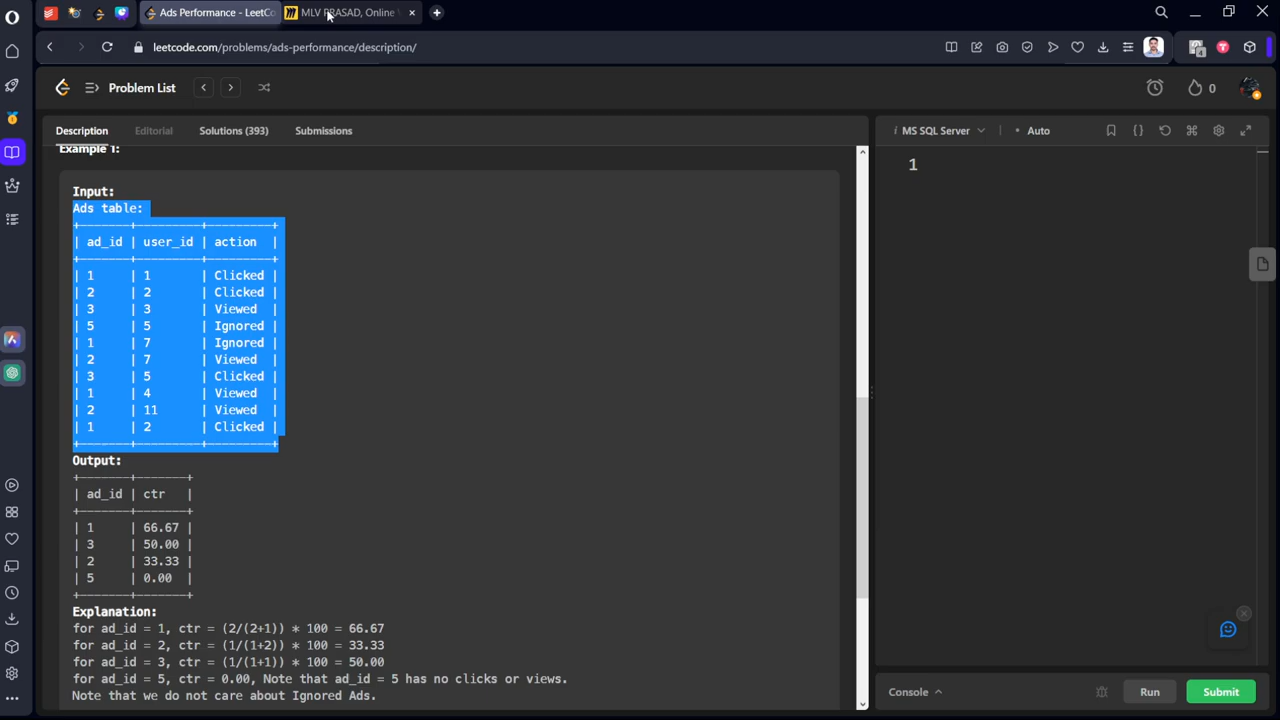 Ads Performance - LeetCo
MLV PRASAD, Online
leetcode.com/problems/ads-performance/description/
4
Problem List
0
Description
Editorial
Solutions (393)
Submissions
i MS SQL Server
• Auto
1
Example 1:
Input:
Ads table:
+-------+---------+---------+
| ad_id | user_id | action  |
+-------+---------+---------+
| 1     | 1       | Clicked |
| 2     | 2       | Clicked |
| 3     | 3       | Viewed  |
| 5     | 5       | Ignored |
| 1     | 7       | Ignored |
| 2     | 7       | Viewed  |
| 3     | 5       | Clicked |
| 1     | 4       | Viewed  |
| 2     | 11      | Viewed  |
| 1     | 2       | Clicked |
+-------+---------+---------+
Output:
+-------+-------+
| ad_id | ctr   |
+-------+-------+
| 1     | 66.67 |
| 3     | 50.00 |
| 2     | 33.33 |
| 5     | 0.00  |
+-------+-------+
Explanation:
for ad_id = 1, ctr = (2/(2+1)) * 100 = 66.67
for ad_id = 2, ctr = (1/(1+2)) * 100 = 33.33
for ad_id = 3, ctr = (1/(1+1)) * 100 = 50.00
for ad_id = 5, ctr = 0.00, Note that ad_id = 5 has no clicks or views.
Note that we do not care about Ignored Ads.
Console
Run
Submit